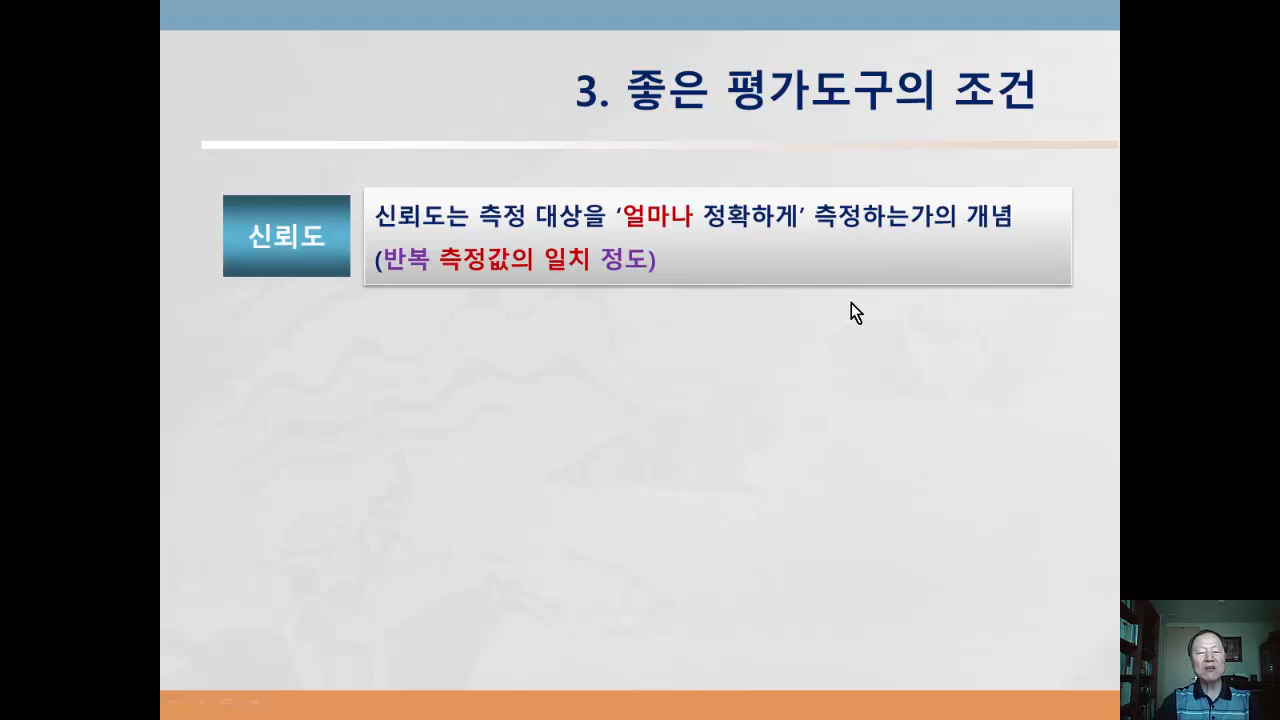 3. 좋은 평가도구의 조건
신뢰도
신뢰도는 측정 대상을 ‘얼마나 정확하게’ 측정하는가의 개념
(반복 측정값의 일치 정도)